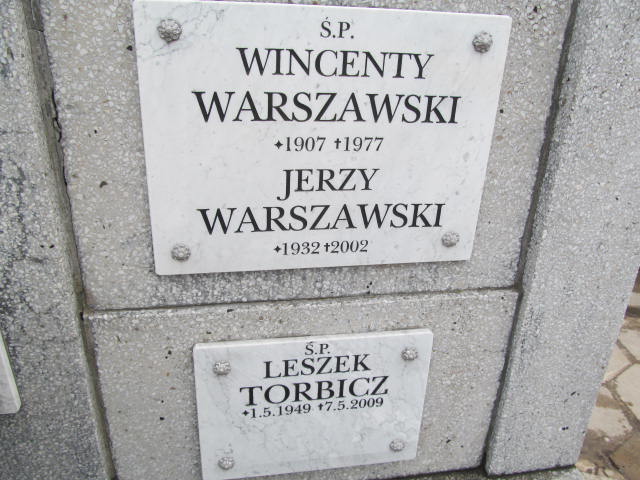 Ś.P.
WINCENTY
WARSZAWSKI
✦1907 ✝1977
JERZY
WARSZAWSKI
✦1932 ✝2002
Ś.P.
LESZEK
TORBICZ
✦1.5.1949 ✝7.5.2009